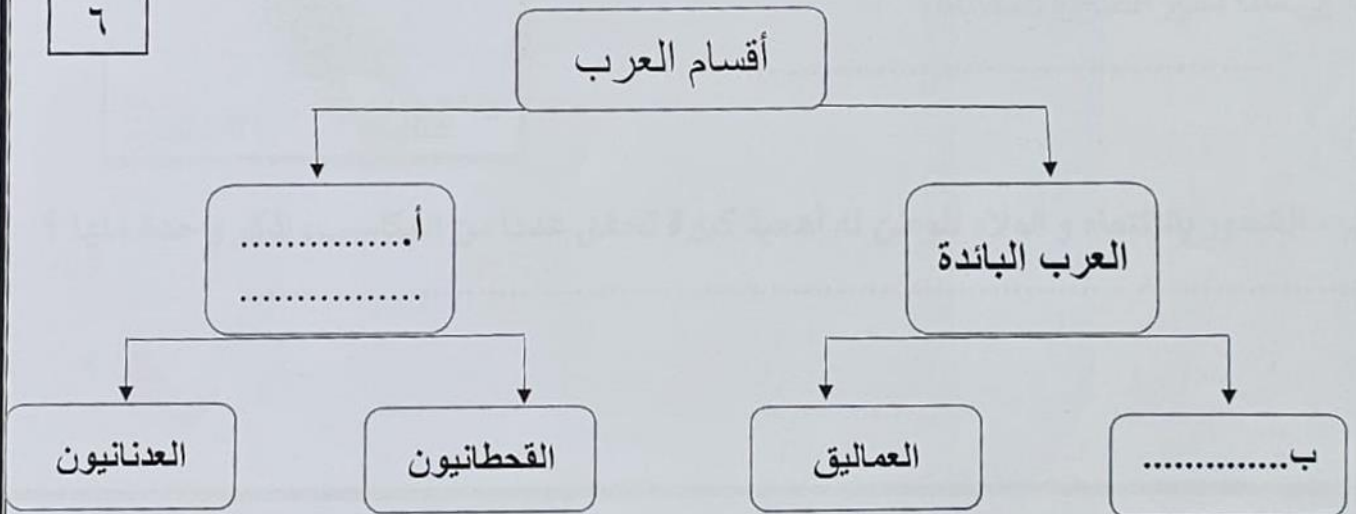 ٦
أقسام العرب
العرب البائدة
أ.............
................
ب..............
العماليق
القحطانيون
العدنانيون